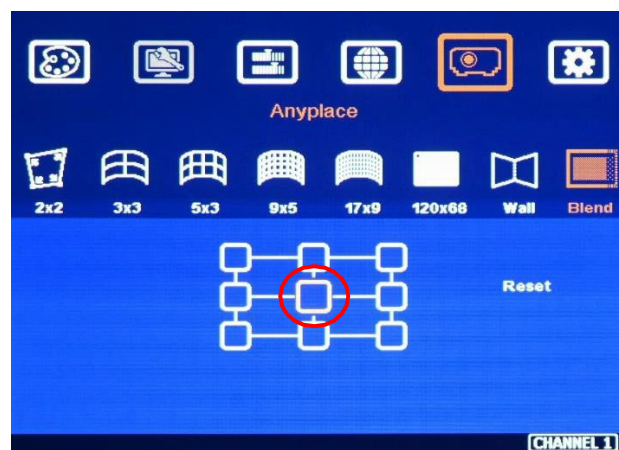 Anyplace
2x2 3x3 5x3 9x5 17x9 120x68 Wall Blend
Reset
CHANNEL 1